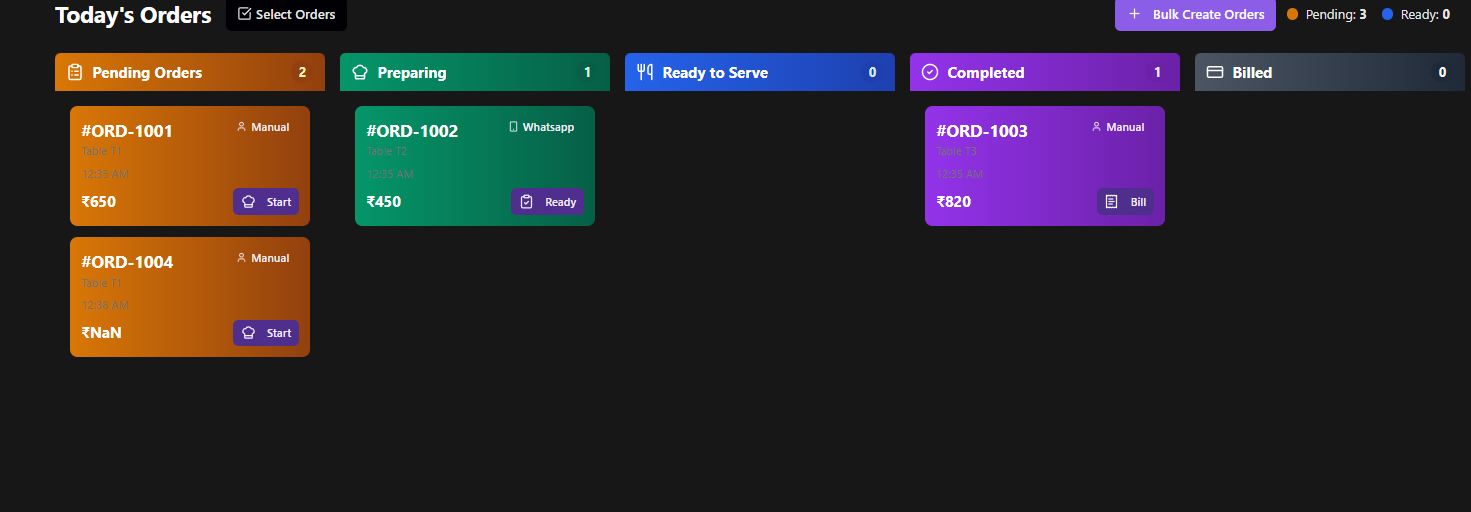 Today's Orders
Select Orders
Bulk Create Orders
Pending: 3
Ready: 0
Pending Orders 2
Preparing 1
Ready to Serve 0
Completed 1
Billed 0
#ORD-1001 Manual
Table T1
12:35 AM
₹650 Start
#ORD-1004 Manual
Table T1
12:36 AM
₹NaN Start
#ORD-1002 Whatsapp
Table T2
12:35 AM
₹450 Ready
#ORD-1003 Manual
Table T3
12:35 AM
₹820 Bill